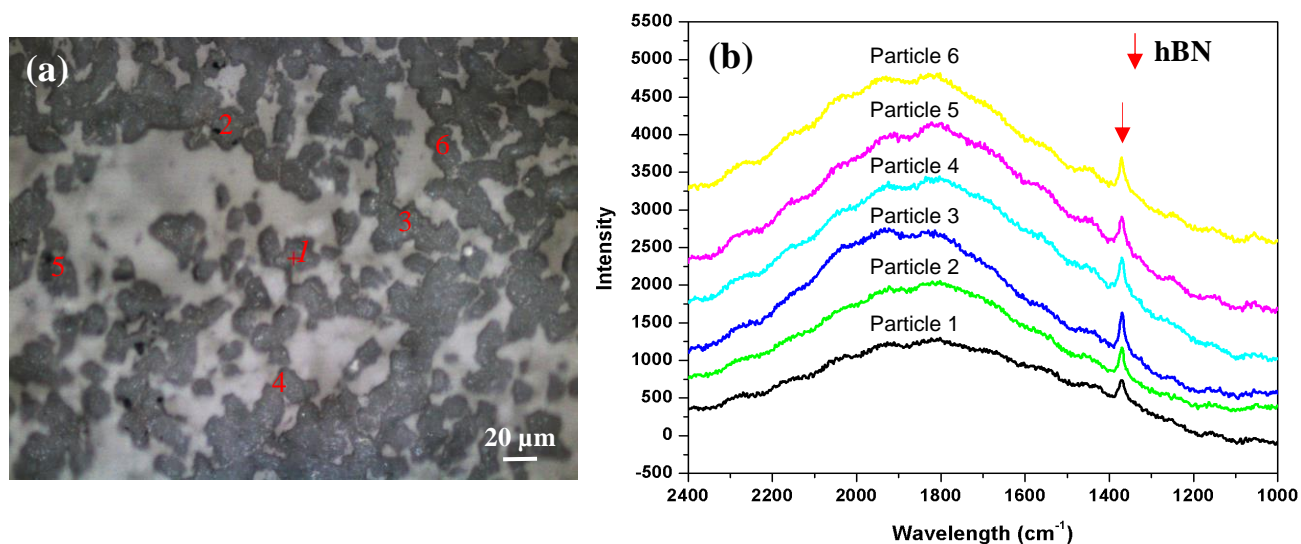 (a)
2
6
3
1
5
4
20 µm
(b)
hBN
Particle 6
Particle 5
Particle 4
Particle 3
Particle 2
Particle 1
5500
5000
4500
4000
3500
3000
2500
2000
1500
1000
500
0
-500
Intensity
2400 2200 2000 1800 1600 1400 1200 1000
Wavelength (cm⁻¹)